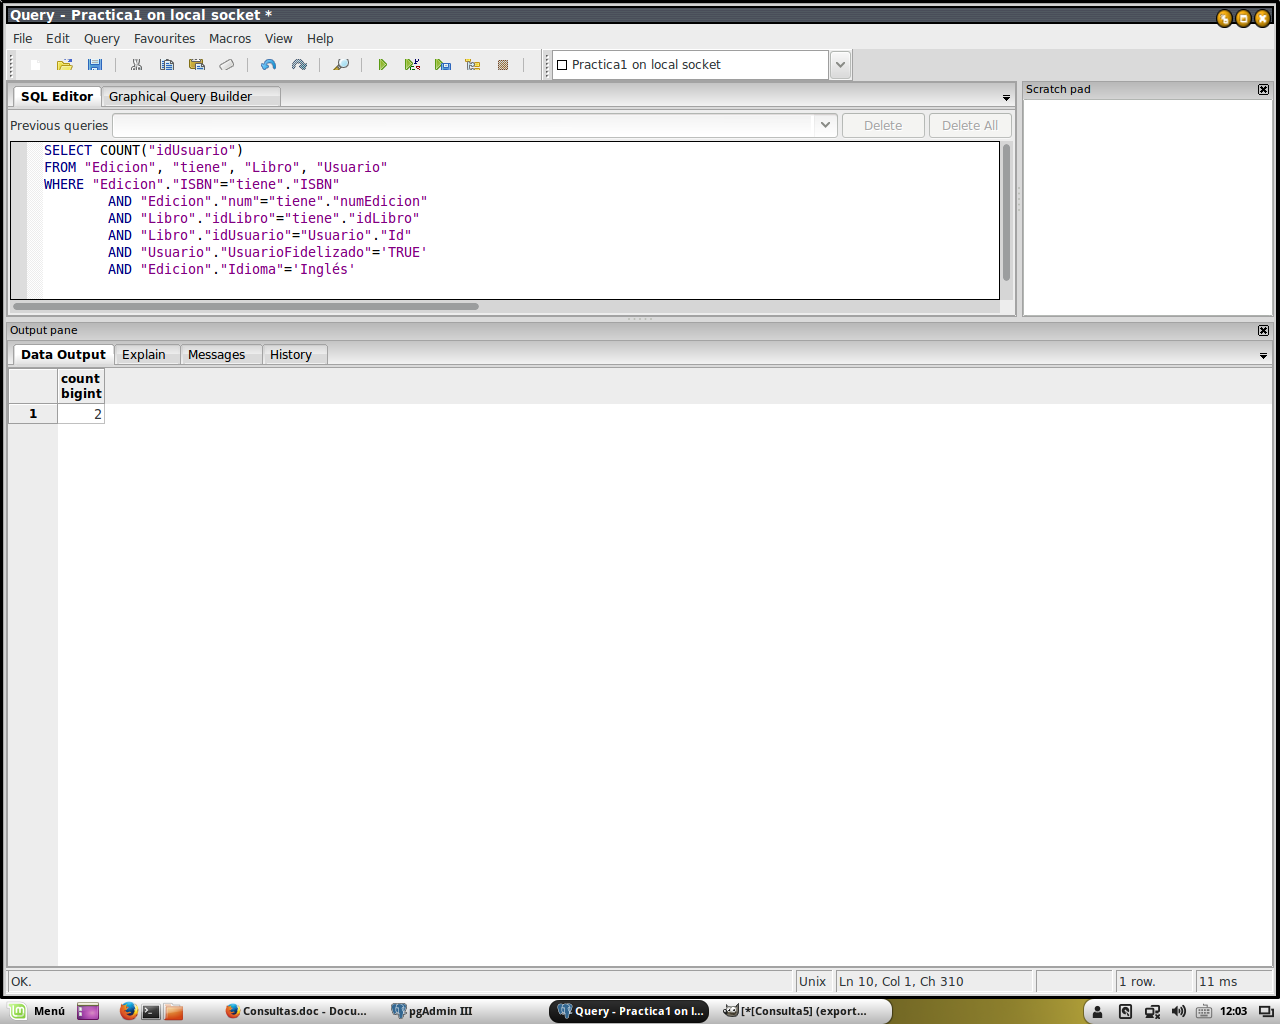 Query - Practica1 on local socket *
File Edit Query Favourites Macros View Help
Practica1 on local socket
SQL Editor Graphical Query Builder
Scratch pad
Previous queries Delete Delete All
SELECT COUNT("idUsuario")
FROM "Edicion", "tiene", "Libro", "Usuario"
WHERE "Edicion"."ISBN"="tiene"."ISBN"
AND "Edicion"."num"="tiene"."numEdicion"
AND "Libro"."idLibro"="tiene"."idLibro"
AND "Libro"."idUsuario"="Usuario"."Id"
AND "Usuario"."UsuarioFidelizado"='TRUE'
AND "Edicion"."Idioma"='Inglés'
Output pane
Data Output Explain Messages History
count
bigint
1 2
OK. Unix Ln 10, Col 1, Ch 310 1 row. 11 ms
Menú Consultas.doc - Docu... pgAdmin III Query - Practica1 on l... [*[Consulta5] (export... 12:03